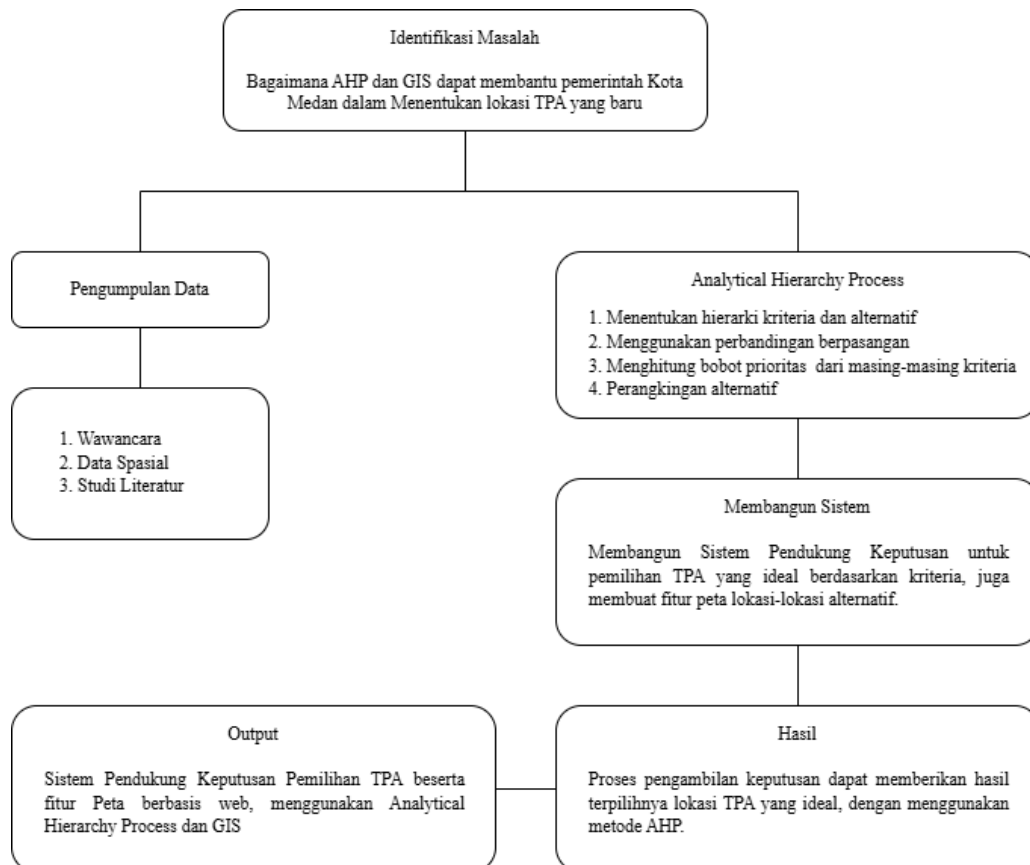 Identifikasi Masalah
Bagaimana AHP dan GIS dapat membantu pemerintah Kota
Medan dalam Menentukan lokasi TPA yang baru
Pengumpulan Data
1. Wawancara
2. Data Spasial
3. Studi Literatur
Analytical Hierarchy Process
1. Menentukan hierarki kriteria dan alternatif
2. Menggunakan perbandingan berpasangan
3. Menghitung bobot prioritas dari masing-masing kriteria
4. Perangkingan alternatif
Membangun Sistem
Membangun Sistem Pendukung Keputusan untuk
pemilihan TPA yang ideal berdasarkan kriteria, juga
membuat fitur peta lokasi-lokasi alternatif.
Hasil
Proses pengambilan keputusan dapat memberikan hasil
terpilihnya lokasi TPA yang ideal, dengan menggunakan
metode AHP.
Output
Sistem Pendukung Keputusan Pemilihan TPA beserta
fitur Peta berbasis web, menggunakan Analytical
Hierarchy Process dan GIS